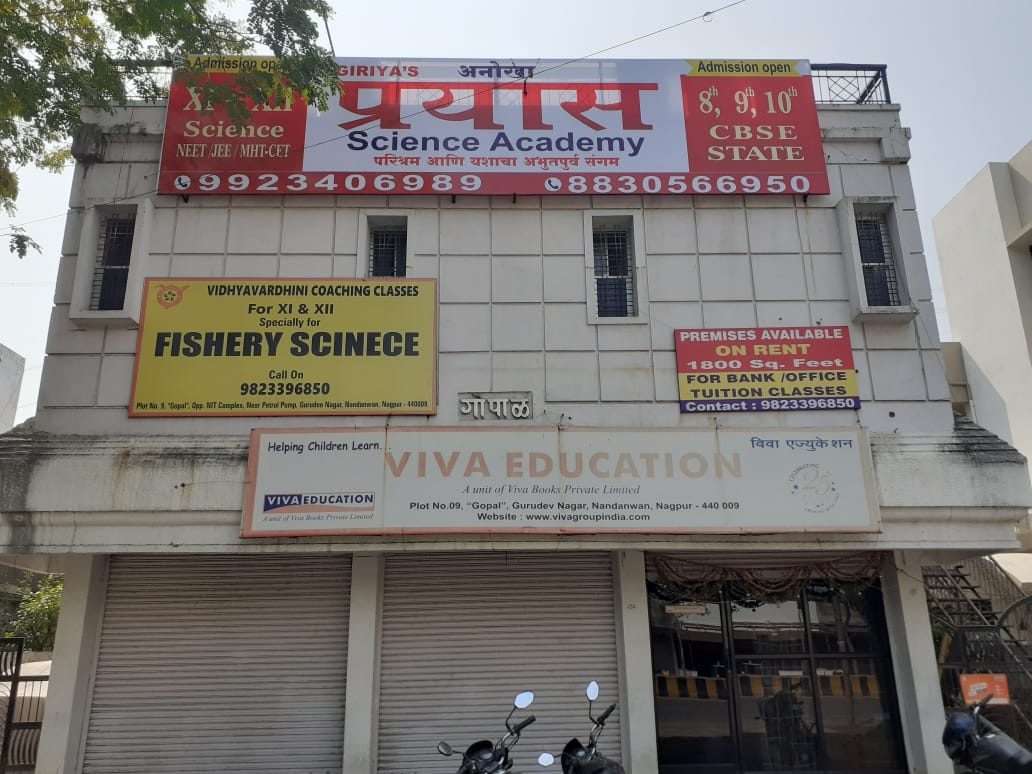 Admission open
GIRIYA'S अनोखा
प्रयास
Science Academy
परिश्रम आणि यशाचा अभुतपुर्व संगम
XI XII
Science
NEET /JEE / MHT-CET
Admission open
8th, 9th, 10th
CBSE
STATE
9923406989 8830566950
VIDHYAVARDHINI COACHING CLASSES
For XI & XII
Specially for
FISHERY SCINECE
Call On
9823396850
Plot No. 9, "Gopal", Opp. NIT Complex, Near Petrol Pump, Gurudeo Nagar, Nandanwan, Nagpur - 440009.
PREMISES AVAILABLE
ON RENT
1800 Sq. Feet
FOR BANK /OFFICE
TUITION CLASSES
Contact : 9823396850
गोपाळ
Helping Children Learn...
विवा एज्युकेशन
VIVA EDUCATION
A unit of Viva Books Private Limited
Plot No.09, "Gopal", Gurudev Nagar, Nandanwan, Nagpur - 440 009
Website : www.vivagroupindia.com
VIVA EDUCATION
A unit of Viva Books Private Limited
CELEBRATING
25